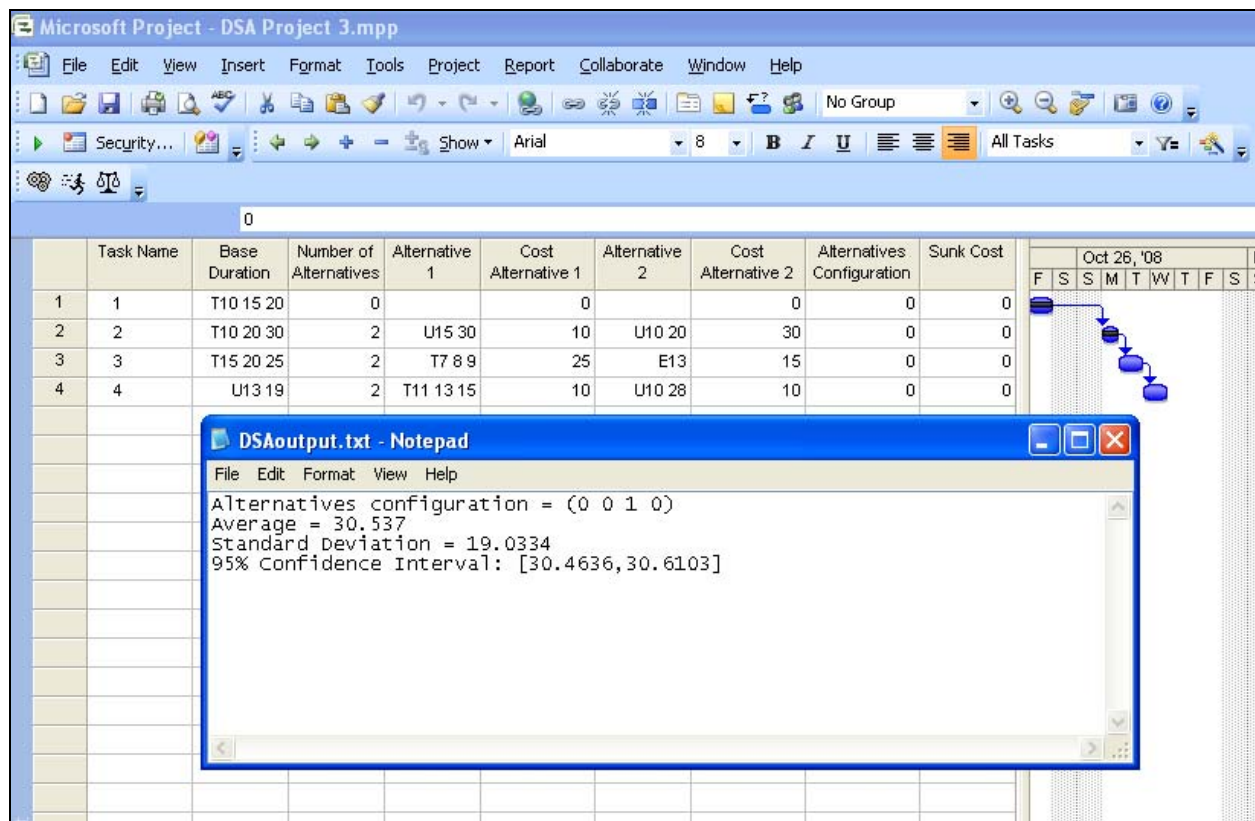 Microsoft Project - DSA Project 3.mpp
File Edit View Insert Format Tools Project Report Collaborate Window Help
ABC No Group
Security... Show Arial 8 B I U All Tasks
0
Task Name Base Duration Number of Alternatives Alternative 1 Cost Alternative 1 Alternative 2 Cost Alternative 2 Alternatives Configuration Sunk Cost Oct 26, '08
F S S M T W T F S
1 1 T10 15 20 0 0 0 0 0
2 2 T10 20 30 2 U15 30 10 U10 20 30 0 0
3 3 T15 20 25 2 T7 8 9 25 E13 15 0 0
4 4 U13 19 2 T11 13 15 10 U10 28 10 0 0
DSAoutput.txt - Notepad
File Edit Format View Help
Alternatives configuration = (0 0 1 0)
Average = 30.537
Standard Deviation = 19.0334
95% Confidence Interval: [30.4636,30.6103]